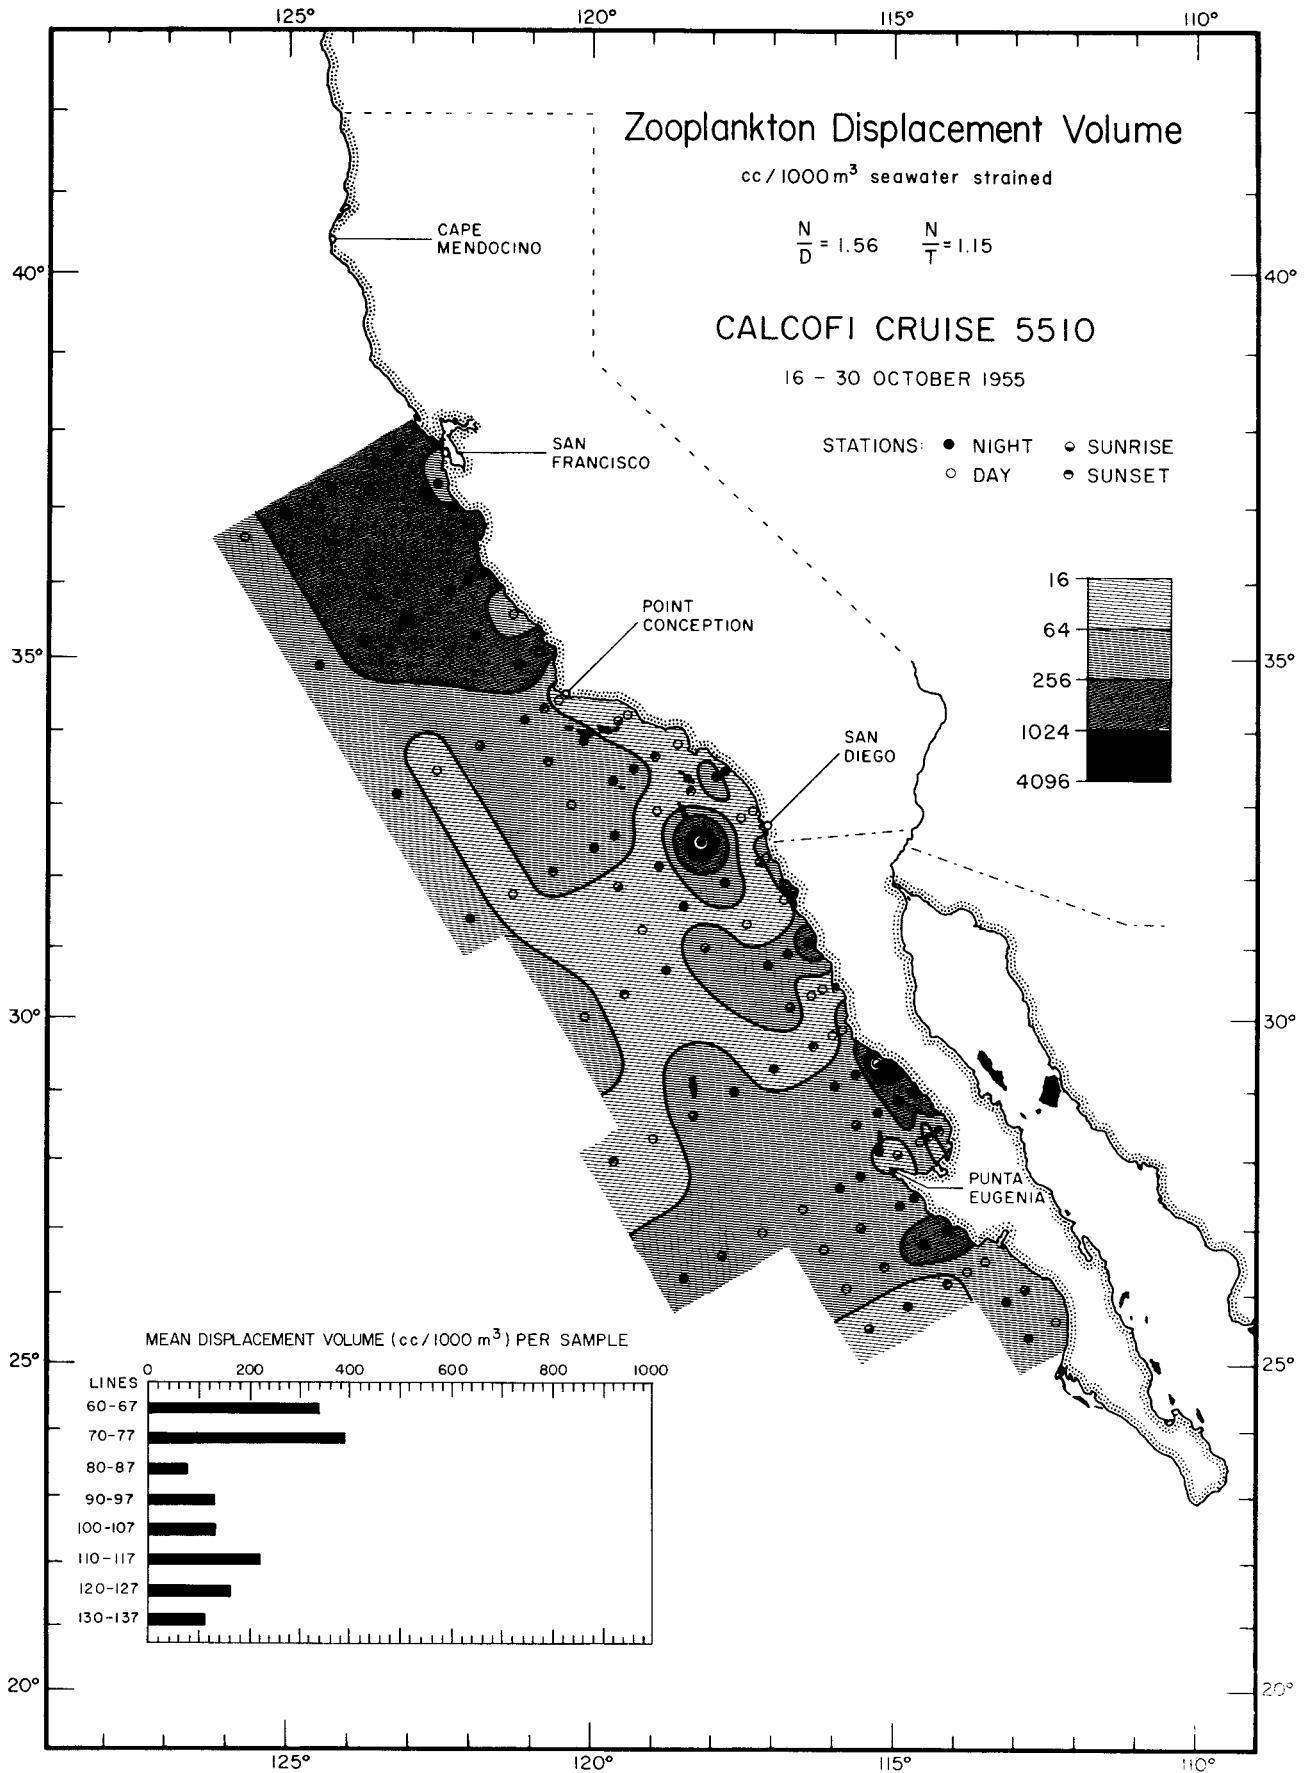 125° 120° 115° 110°
Zooplankton Displacement Volume
cc/1000 m³ seawater strained
N/D = 1.56 N/T = 1.15
CALCOFI CRUISE 5510
16 – 30 OCTOBER 1955
STATIONS: ● NIGHT ◒ SUNRISE
○ DAY ◓ SUNSET
CAPE
MENDOCINO
40° 40°
SAN
FRANCISCO
16
64
256
1024
4096
POINT
CONCEPTION
35° 35°
SAN
DIEGO
30° 30°
PUNTA
EUGENIA
25° 25°
MEAN DISPLACEMENT VOLUME (cc/1000 m³) PER SAMPLE
0 200 400 600 800 1000
LINES
60–67
70–77
80–87
90–97
100–107
110–117
120–127
130–137
20° 20°
125° 120° 115° 110°